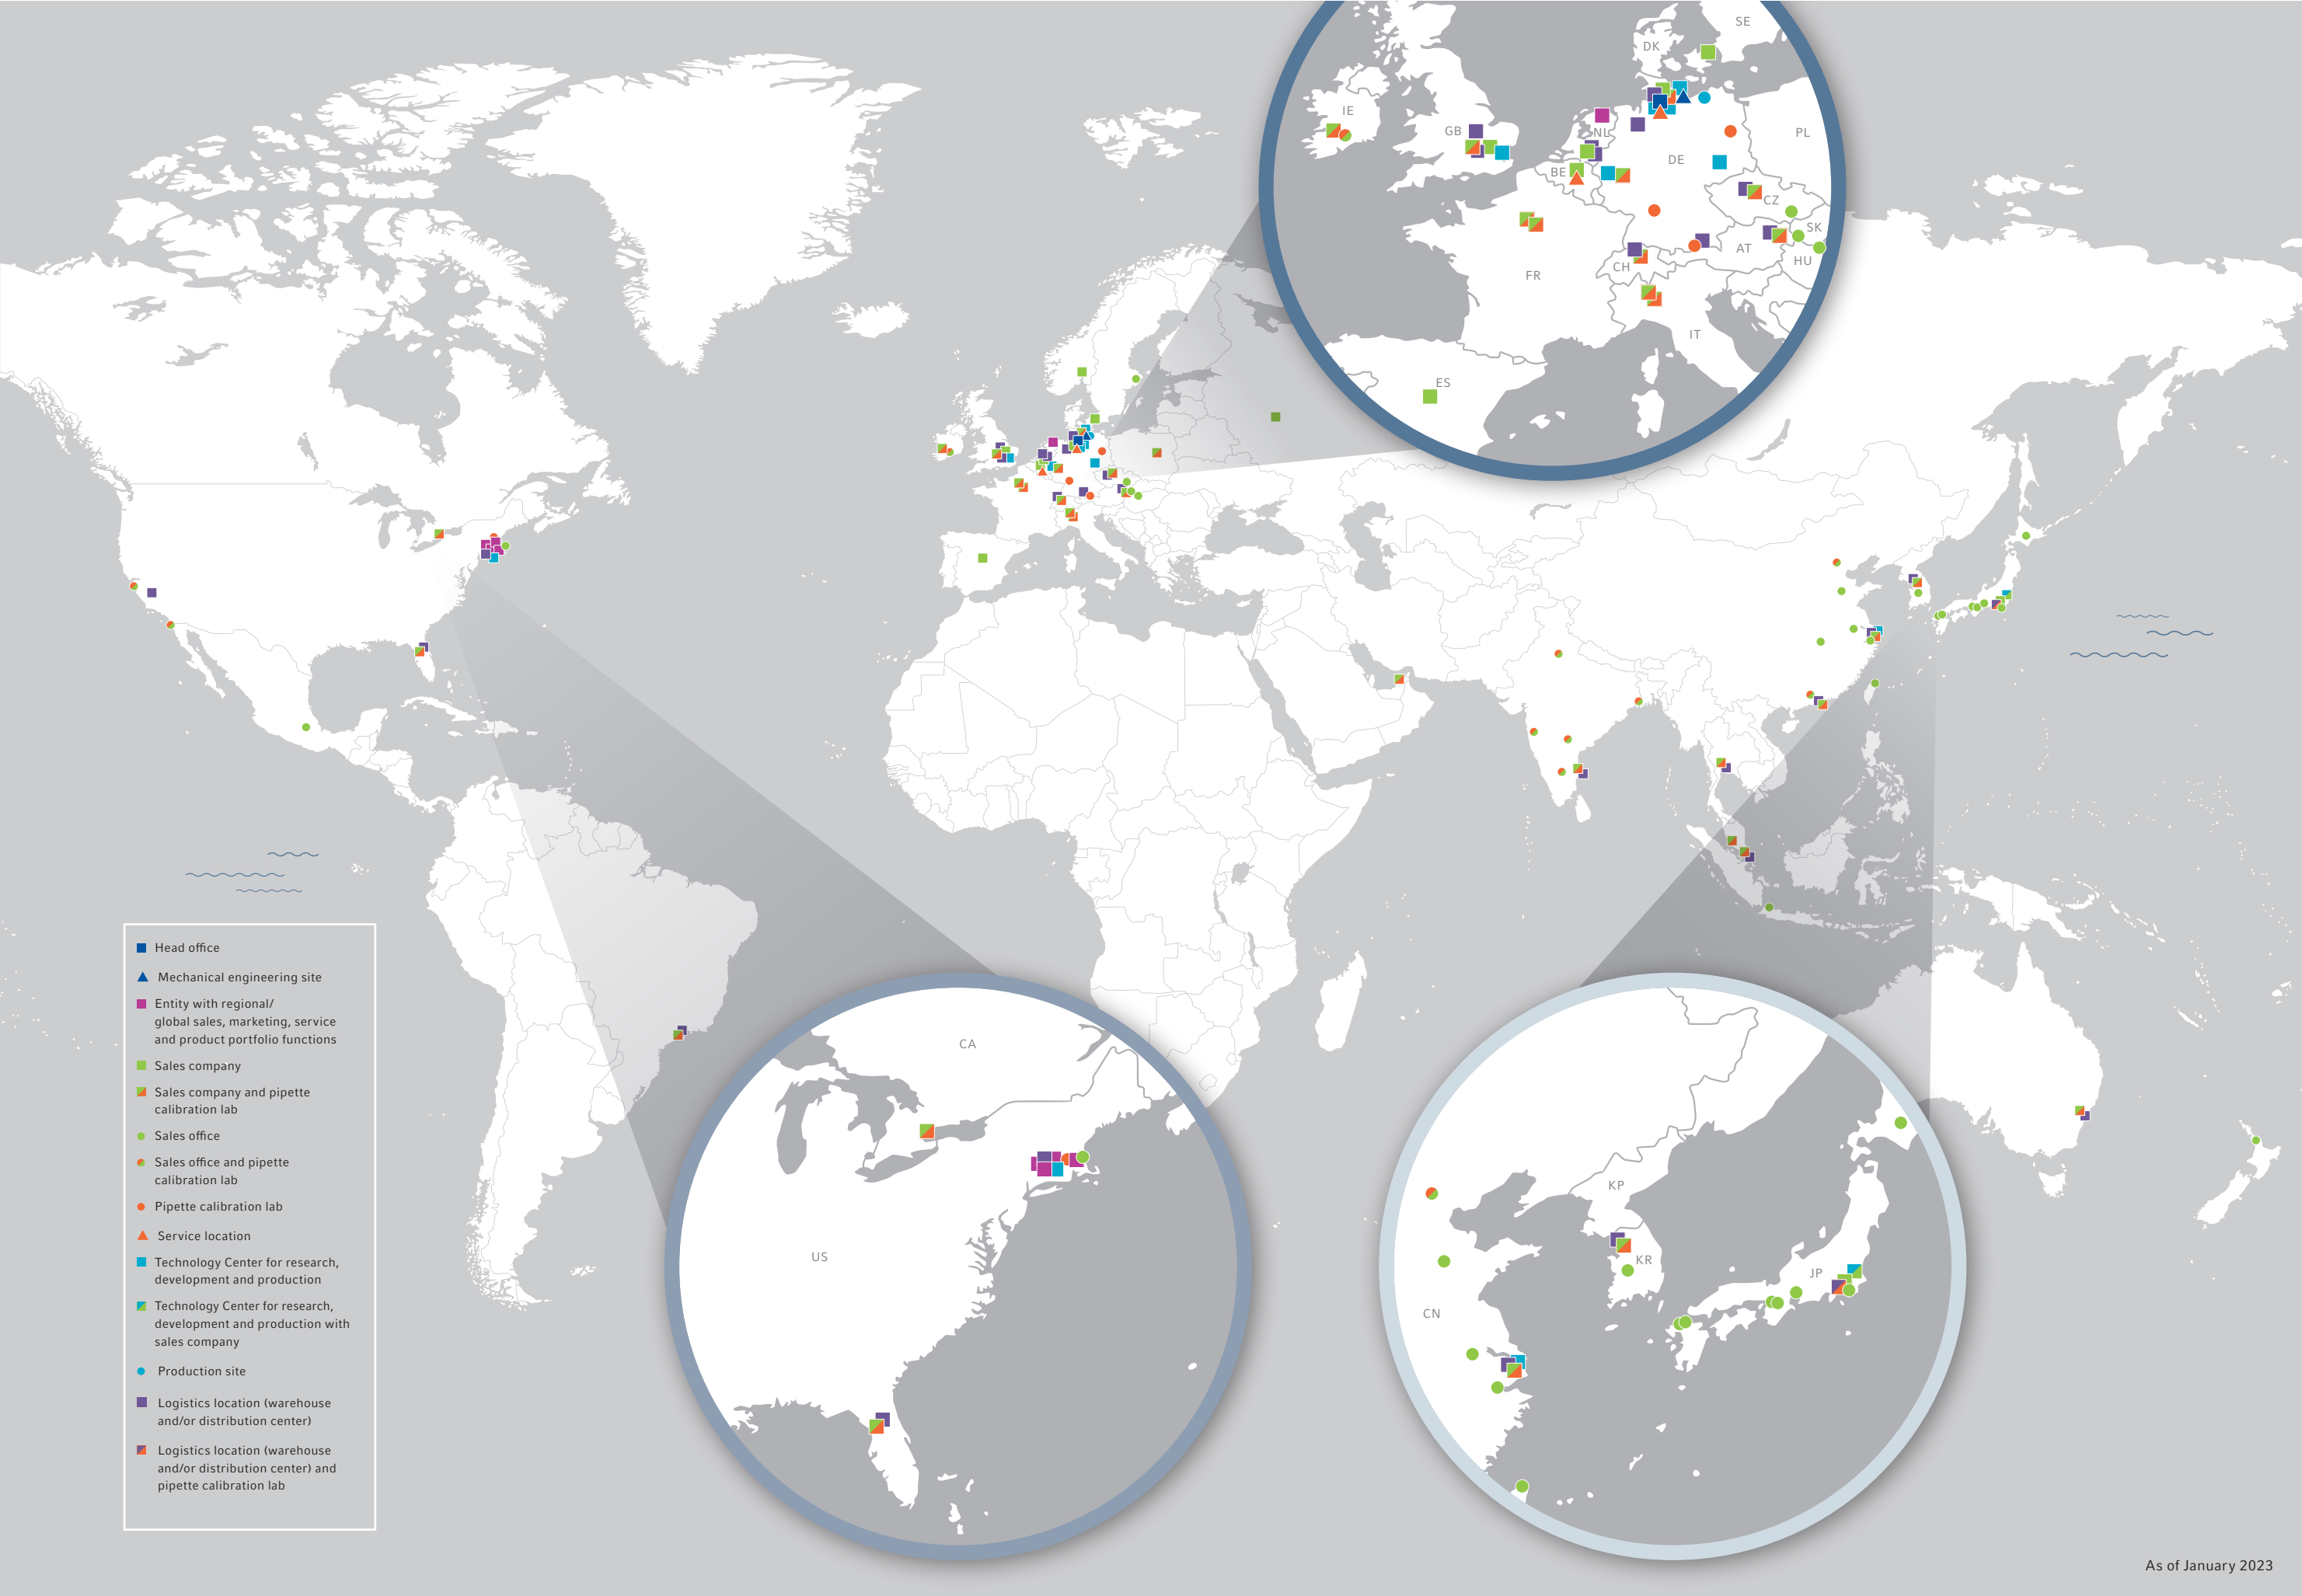 SE
DK
IE
GB
NL
PL
DE
BE
CZ
SK
AT
HU
CH
FR
IT
ES
Head office
Mechanical engineering site
Entity with regional/
global sales, marketing, service
and product portfolio functions
Sales company
Sales company and pipette
calibration lab
Sales office
Sales office and pipette
calibration lab
Pipette calibration lab
Service location
Technology Center for research,
development and production
Technology Center for research,
development and production with
sales company
Production site
Logistics location (warehouse
and/or distribution center)
Logistics location (warehouse
and/or distribution center) and
pipette calibration lab
CA
US
KP
KR
JP
CN
As of January 2023